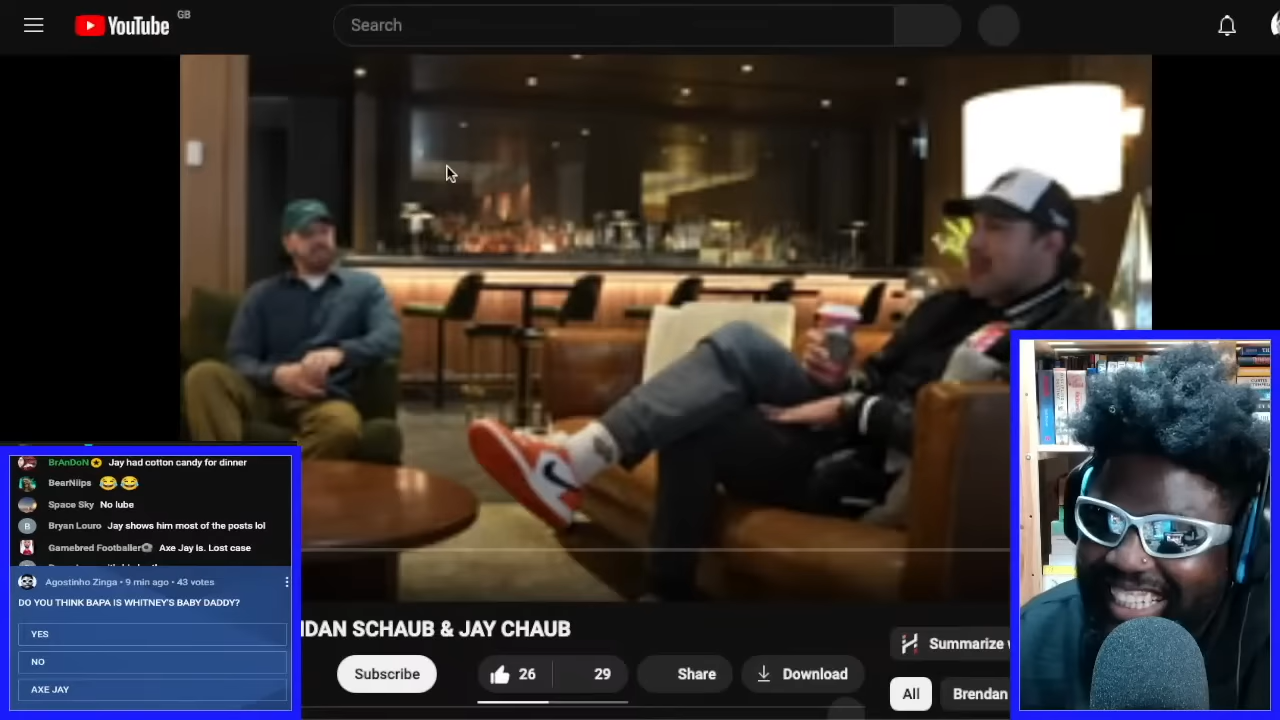 YouTube
GB
Search
BrAnDoN Jay had cotton candy for dinner
BearNiips 😂😂
Space Sky No lube
B Bryan Louro Jay shows him most of the posts lol
Gamebred Footballer Axe Jay is. Lost case
Agostinho Zinga • 9 min ago • 43 votes
DO YOU THINK BAPA IS WHITNEY'S BABY DADDY?
YES
NO
AXE JAY
NDAN SCHAUB & JAY CHAUB
Subscribe
26
29
Share
Download
Summarize
All
Brendan